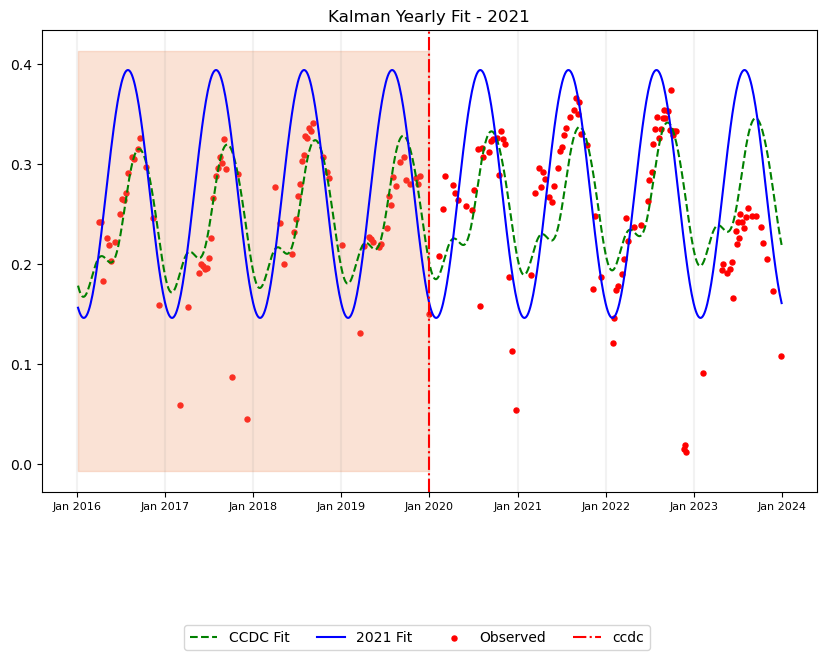 Kalman Yearly Fit - 2021
0.4
0.3
0.2
0.1
0.0
Jan 2016 Jan 2017 Jan 2018 Jan 2019 Jan 2020 Jan 2021 Jan 2022 Jan 2023 Jan 2024
CCDC Fit 2021 Fit Observed ccdc